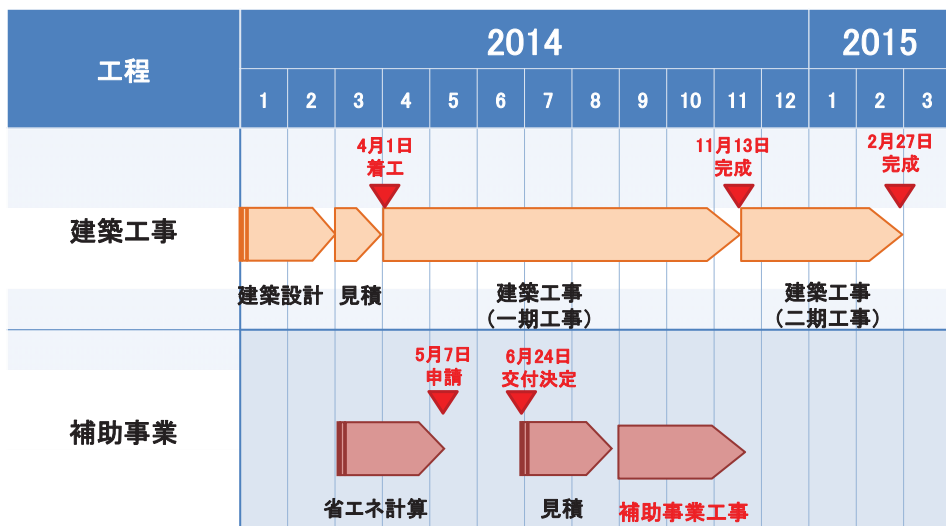 工程
2014
2015
1 2 3 4 5 6 7 8 9 10 11 12 1 2 3
4月1日
着工
11月13日
完成
2月27日
完成
建築工事
建築設計
見積
建築工事
(一期工事)
建築工事
(二期工事)
5月7日
申請
6月24日
交付決定
補助事業
省エネ計算
見積
補助事業工事